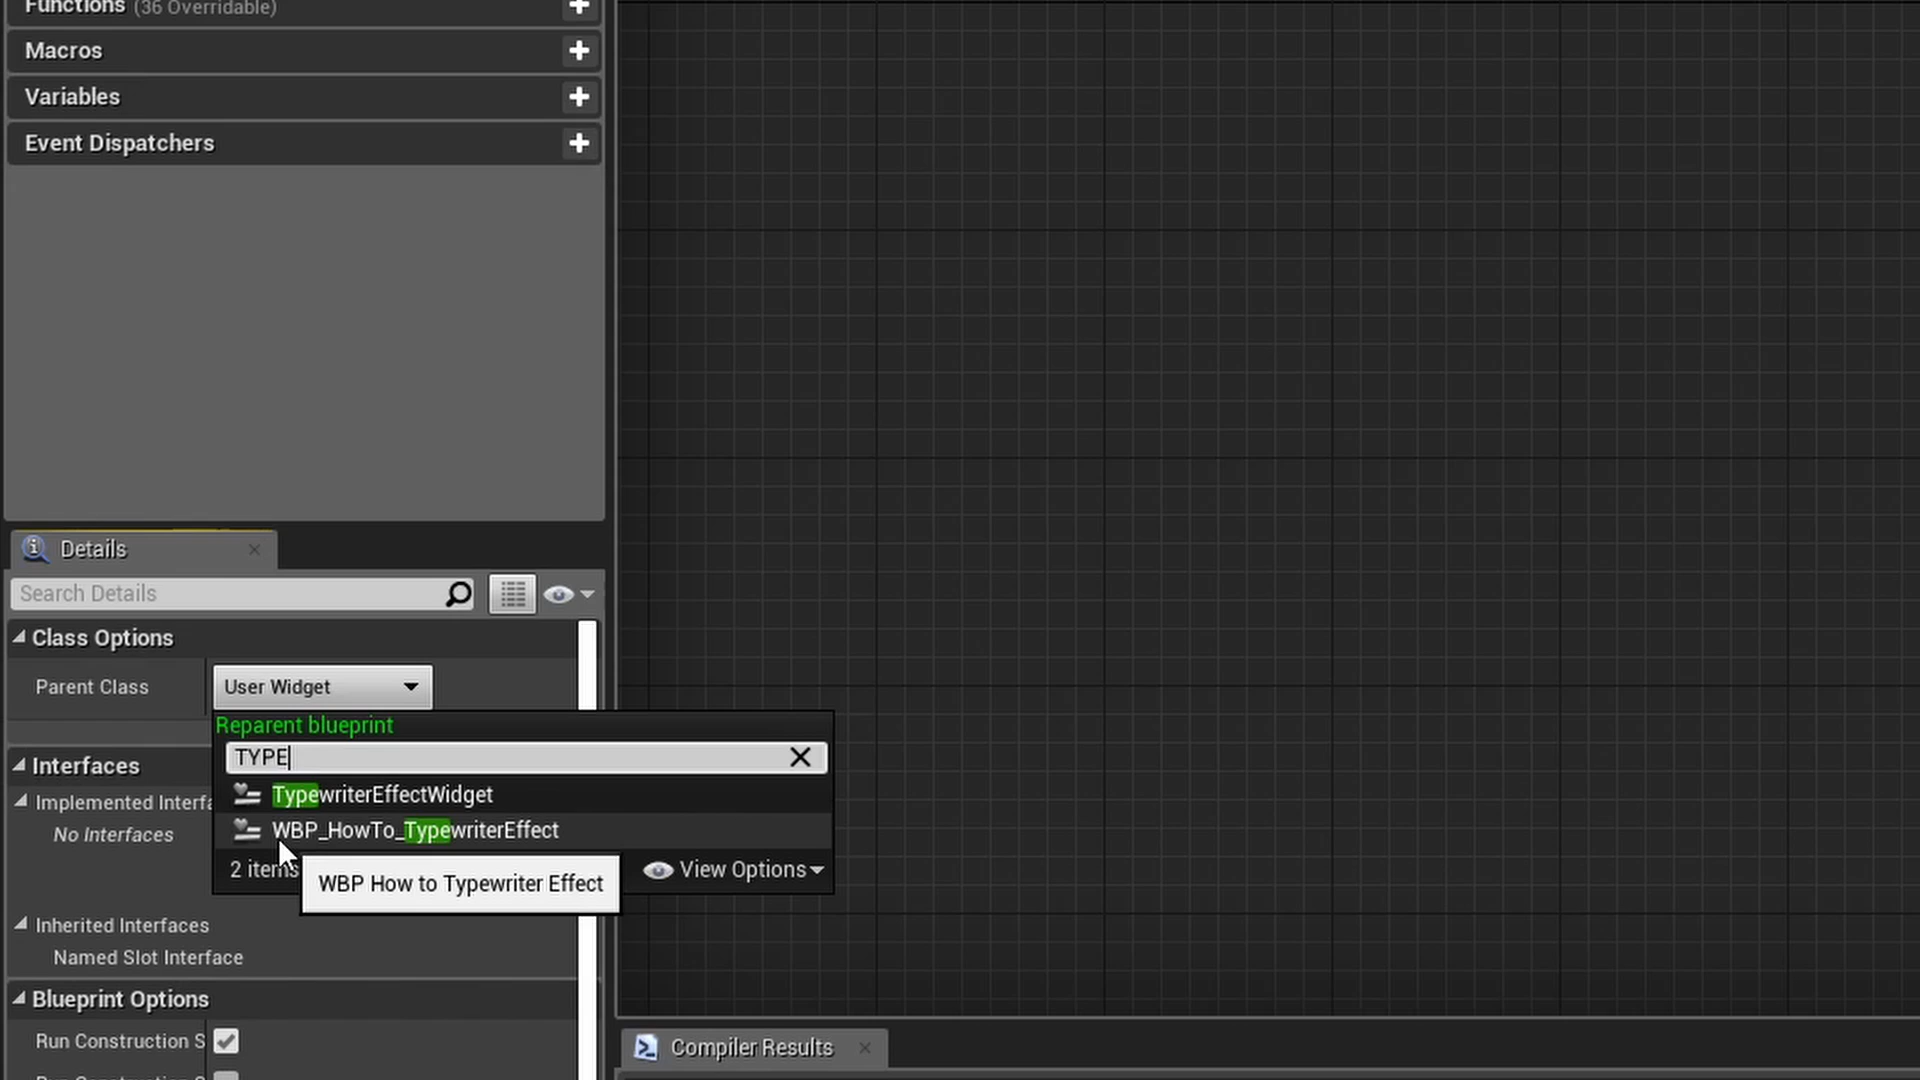 Functions (36 Overridable)
Macros
Variables
Event Dispatchers
Details
Search Details
Class Options
Parent Class
User Widget
Reparent blueprint
TYPE
TypewriterEffectWidget
WBP_HowTo_TypewriterEffect
2 items
View Options
WBP How to Typewriter Effect
Interfaces
Implemented Interfa
No Interfaces
Inherited Interfaces
Named Slot Interface
Blueprint Options
Run Construction S
Compiler Results